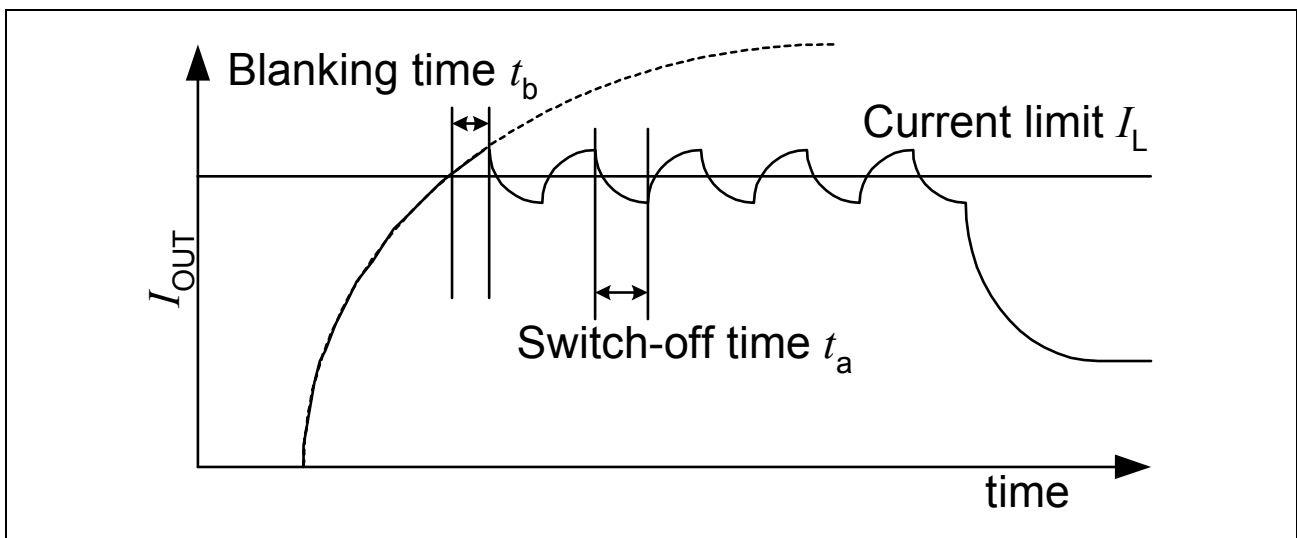 Blanking time tb
Current limit IL
IOUT
Switch-off time ta
time